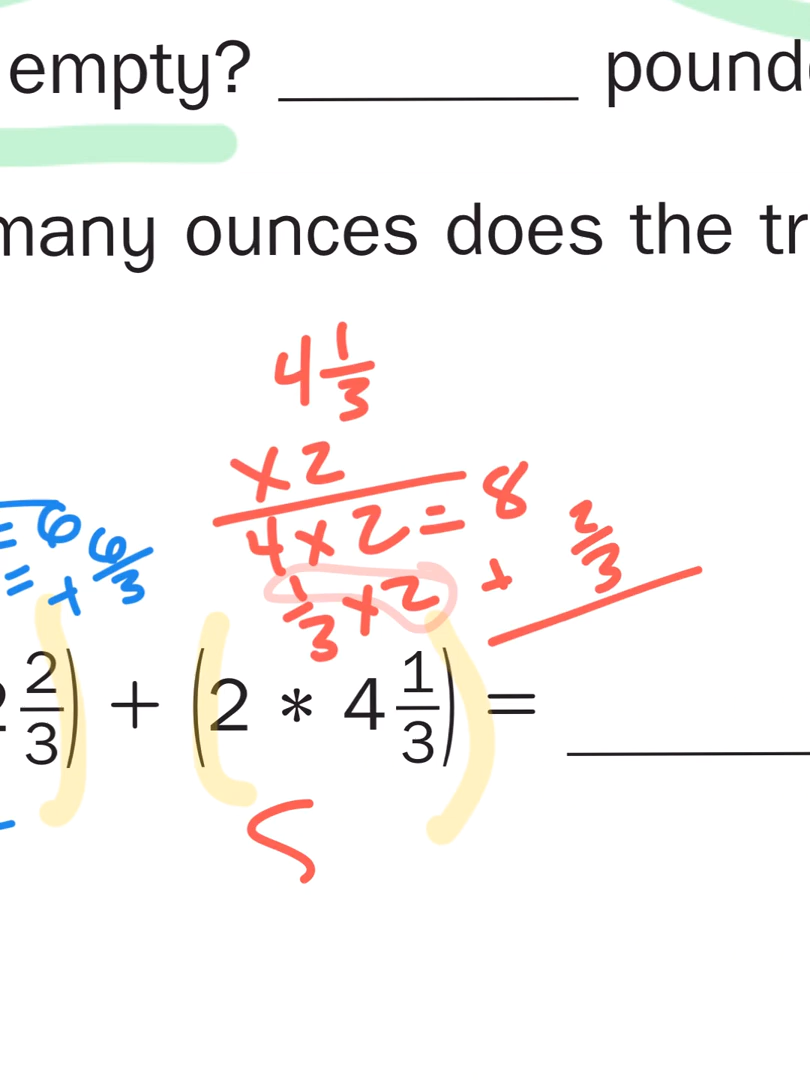 empty? ________ pound
many ounces does the tr
4 1/3
× 2
= 6 4 × 2 = 8
= + 6/3 1/3 × 2 + 2/3
2/3) + (2 * 4 1/3) = ________